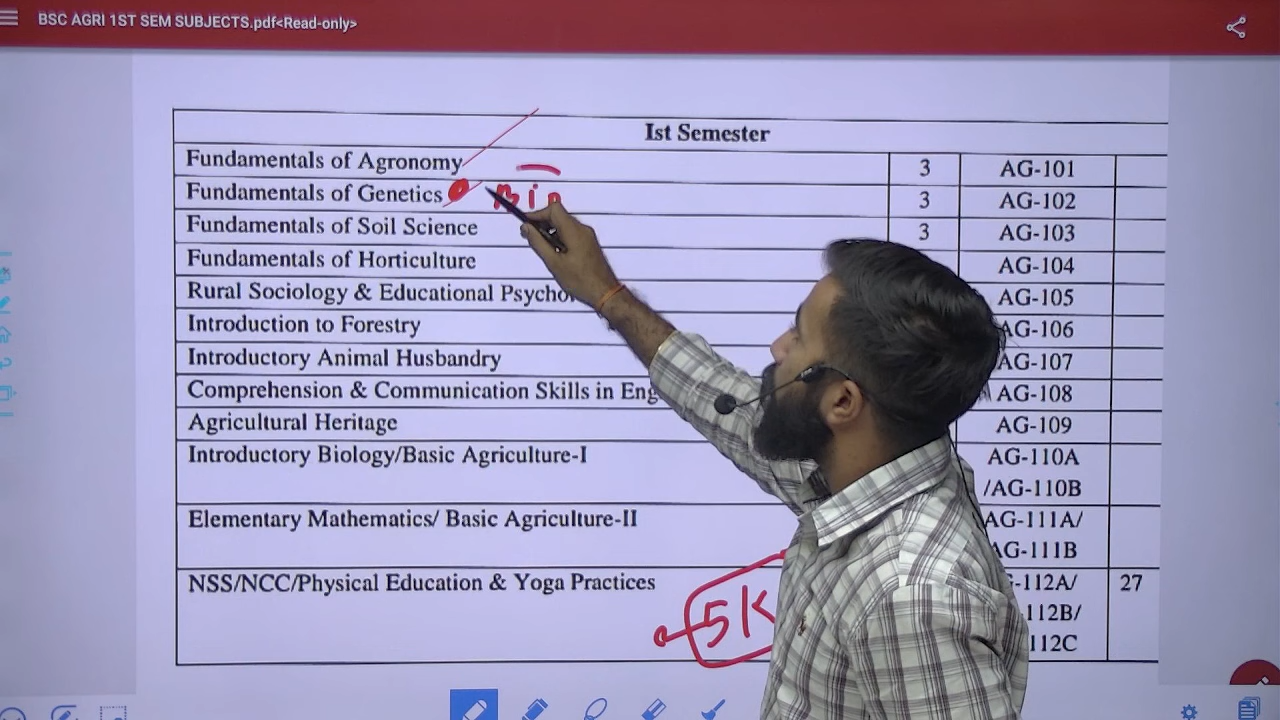 BSC AGRI 1ST SEM SUBJECTS.pdf<Read-only>
Ist Semester
Fundamentals of Agronomy 3 AG-101
Fundamentals of Genetics 3 AG-102
Fundamentals of Soil Science 3 AG-103
Fundamentals of Horticulture AG-104
Rural Sociology & Educational AG-105
Introduction to Forestry AG-106
Introductory Animal Husbandry AG-107
Comprehension & Communication Skills in AG-108
Agricultural Heritage AG-109
Introductory Biology/Basic Agriculture-I AG-110A
/AG-110B
Elementary Mathematics/ Basic Agriculture-II AG-111A/
AG-111B
NSS/NCC/Physical Education & Yoga Practices -112A/ 27
112B/
112C
5K